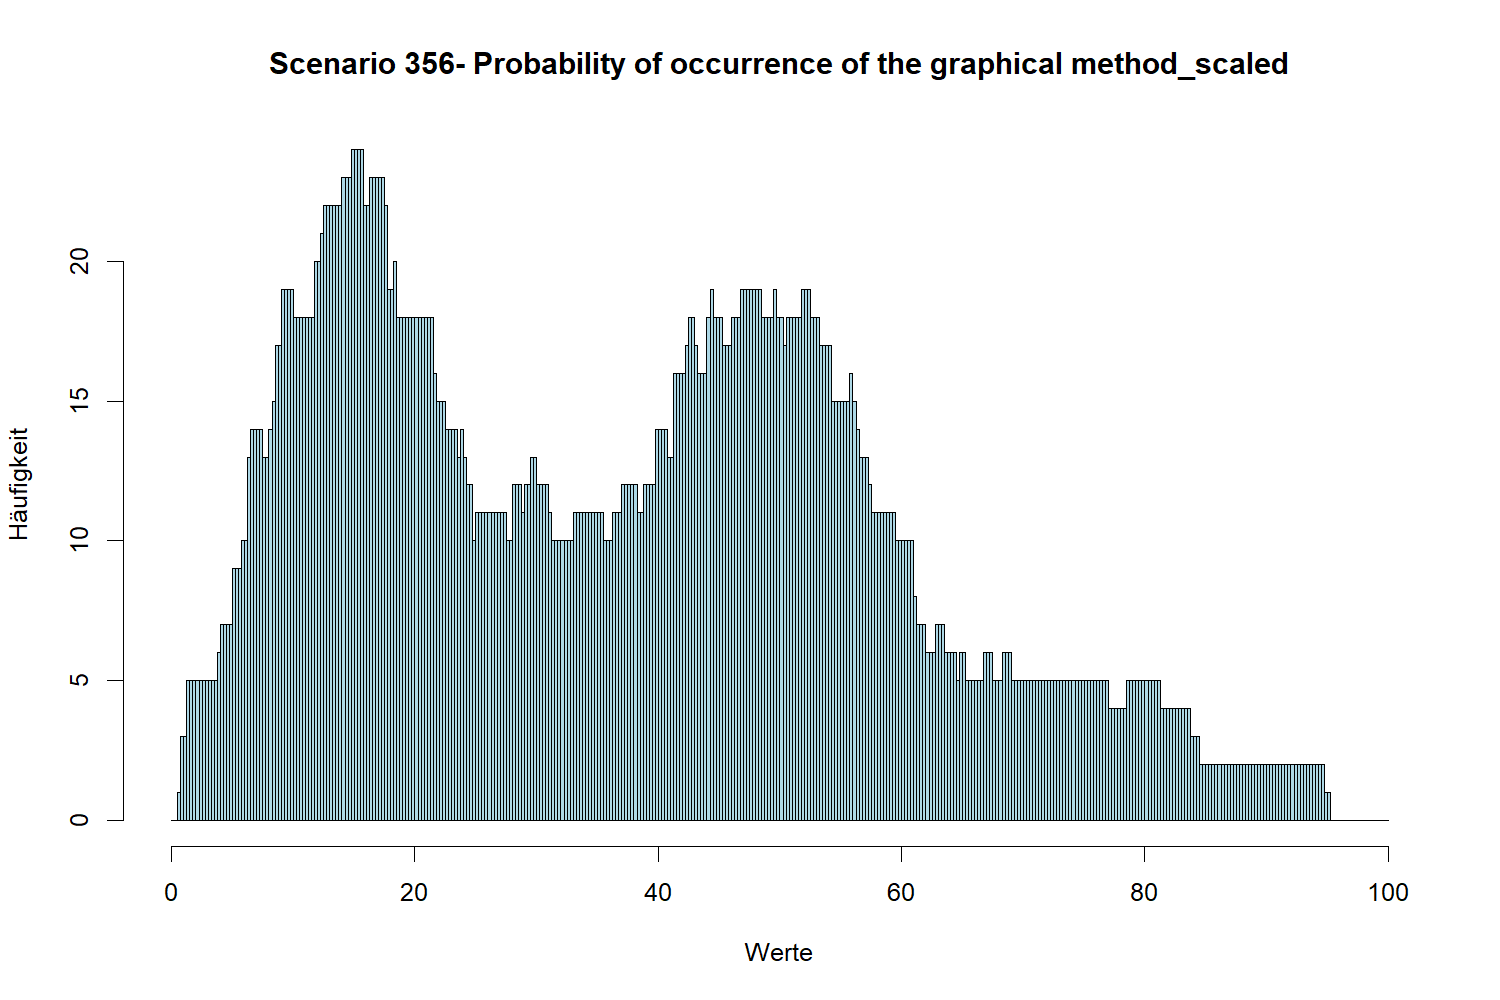 Scenario 356- Probability of occurrence of the graphical method_scaled
Häufigkeit
20
15
10
5
0
0 20 40 60 80 100
Werte